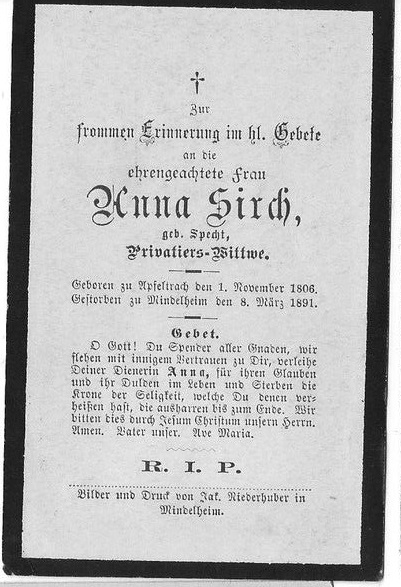 †
Zur
frommen Erinnerung im hl. Gebete
an die
ehrengeachtete Frau
Anna Sirch,
geb. Specht,
Privatiers-Wittwe.
Geboren zu Apfeltrach den 1. November 1806.
Gestorben zu Mindelheim den 8. März 1891.
Gebet.
O Gott! Du Spender aller Gnaden, wir
flehen mit innigem Vertrauen zu Dir, verleihe
Deiner Dienerin Anna, für ihren Glauben
und ihr Dulden im Leben und Sterben die
Krone der Seligkeit, welche Du denen ver-
heißen hast, die ausharren bis zum Ende. Wir
bitten dies durch Jesum Christum unsern Herrn.
Amen. Vater unser. Ave Maria.
R. I. P.
Bilder und Druck von Jak. Niederhuber in
Mindelheim.